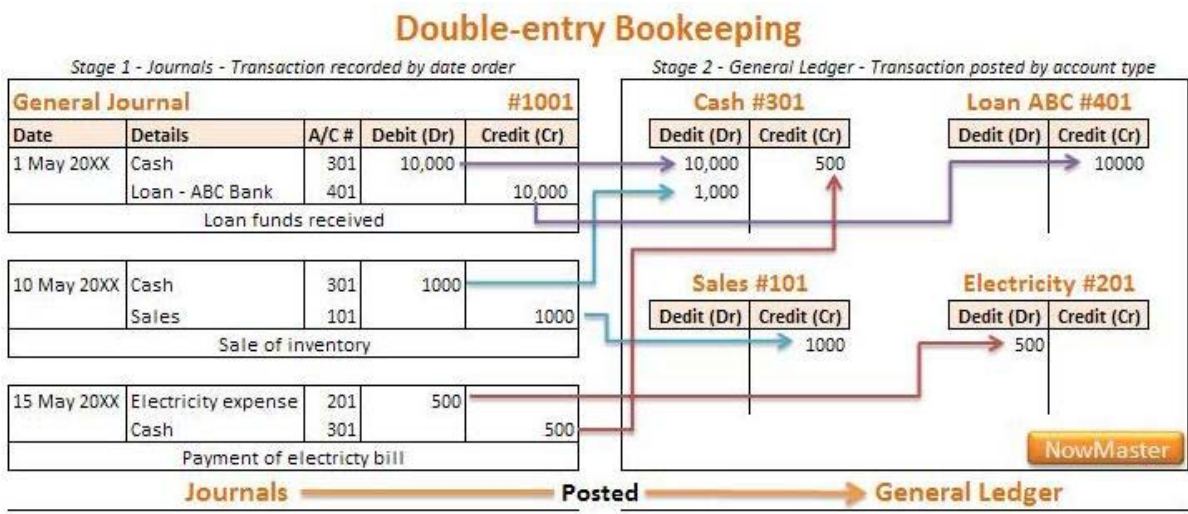 Double-entry Bookeeping
Stage 1 - Journals - Transaction recorded by date order
General Journal #1001
Date Details A/C # Debit (Dr) Credit (Cr)
1 May 20XX Cash 301 10,000
Loan - ABC Bank 401 10,000
Loan funds received
10 May 20XX Cash 301 1000
Sales 101 1000
Sale of inventory
15 May 20XX Electricity expense 201 500
Cash 301 500
Payment of electricty bill
Stage 2 - General Ledger - Transaction posted by account type
Cash #301 Loan ABC #401
Dedit (Dr) Credit (Cr) Dedit (Dr) Credit (Cr)
10,000 500 10000
1,000
Sales #101 Electricity #201
Dedit (Dr) Credit (Cr) Dedit (Dr) Credit (Cr)
1000 500
NowMaster
Journals Posted General Ledger